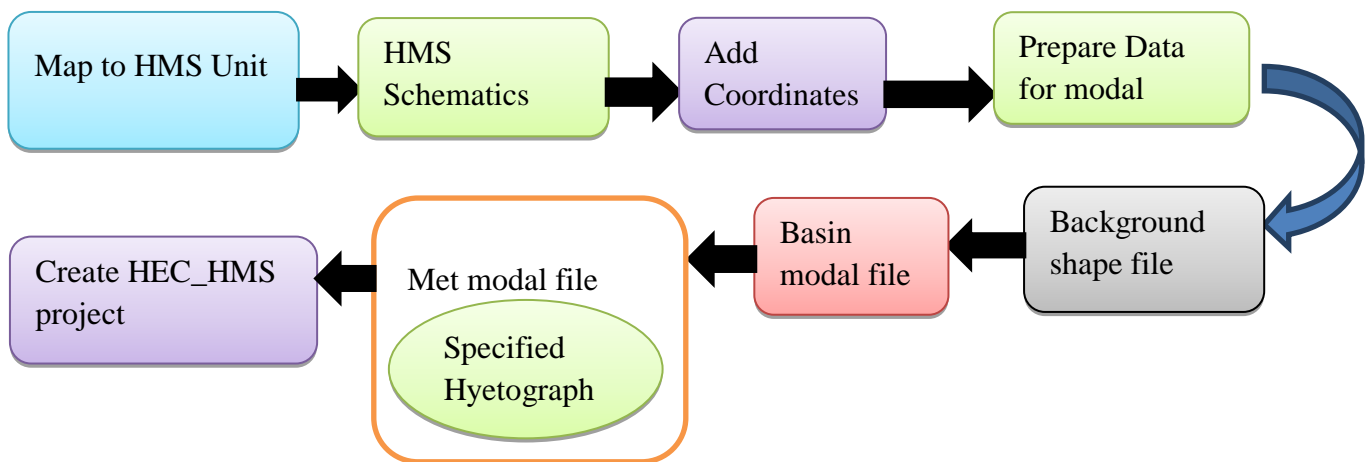 Map to HMS Unit
HMS
Schematics
Add
Coordinates
Prepare Data
for modal
Background
shape file
Basin
modal file
Met modal file
Specified
Hyetograph
Create HEC_HMS
project